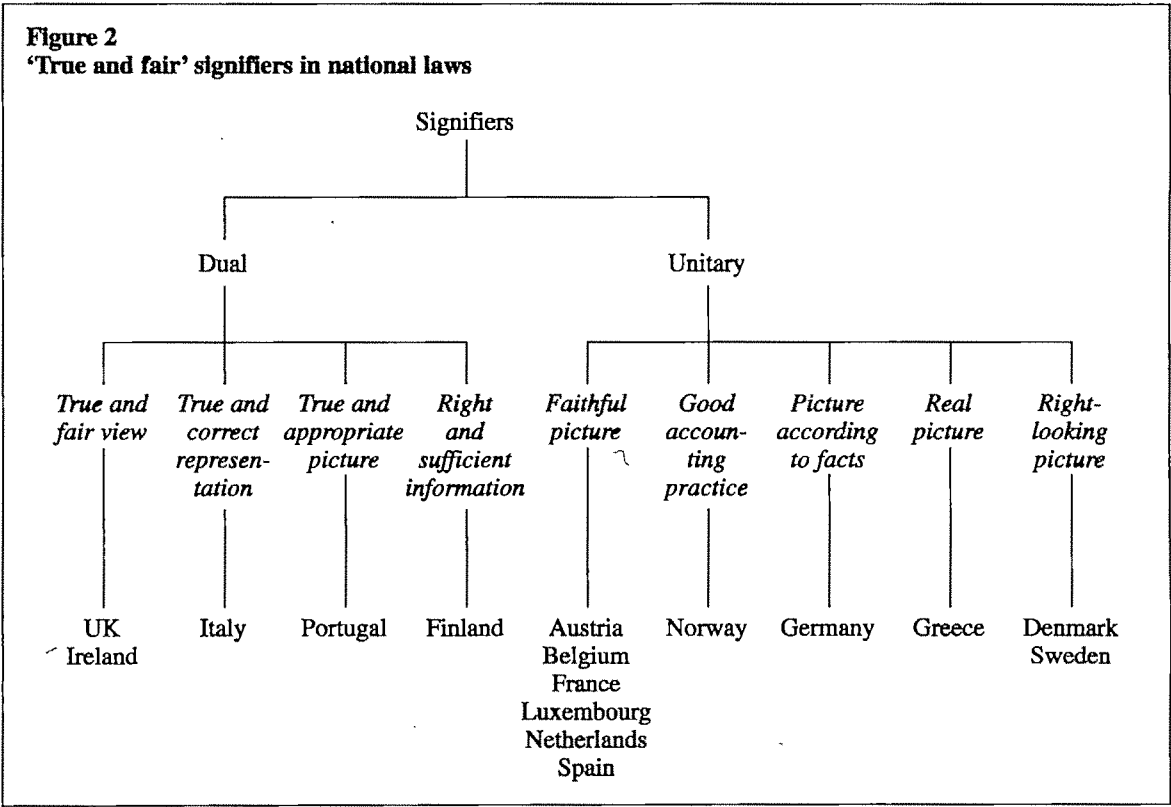 Figure 2
'True and fair' signifiers in national laws
Signifiers
Dual
Unitary
True and
fair view
True and
correct
represen-
tation
True and
appropriate
picture
Right
and
sufficient
information
Faithful
picture
Good
accoun-
ting
practice
Picture
according
to facts
Real
picture
Right-
looking
picture
UK
Ireland
Italy
Portugal
Finland
Austria
Belgium
France
Luxembourg
Netherlands
Spain
Norway
Germany
Greece
Denmark
Sweden